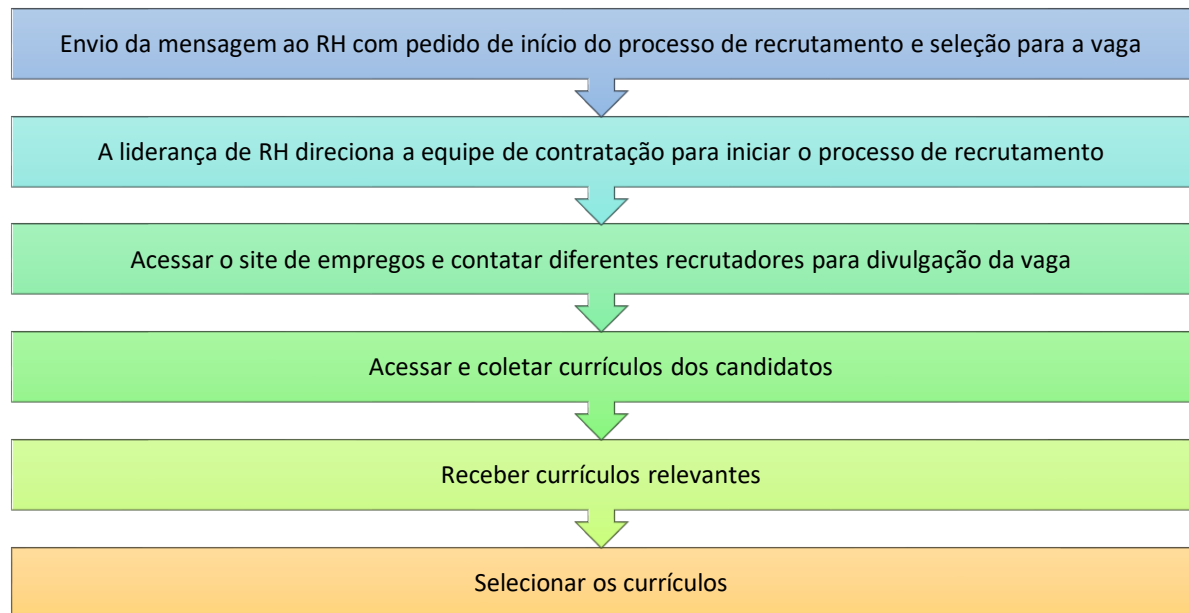 Envio da mensagem ao RH com pedido de início do processo de recrutamento e seleção para a vaga
A liderança de RH direciona a equipe de contratação para iniciar o processo de recrutamento
Acessar o site de empregos e contatar diferentes recrutadores para divulgação da vaga
Acessar e coletar currículos dos candidatos
Receber currículos relevantes
Selecionar os currículos